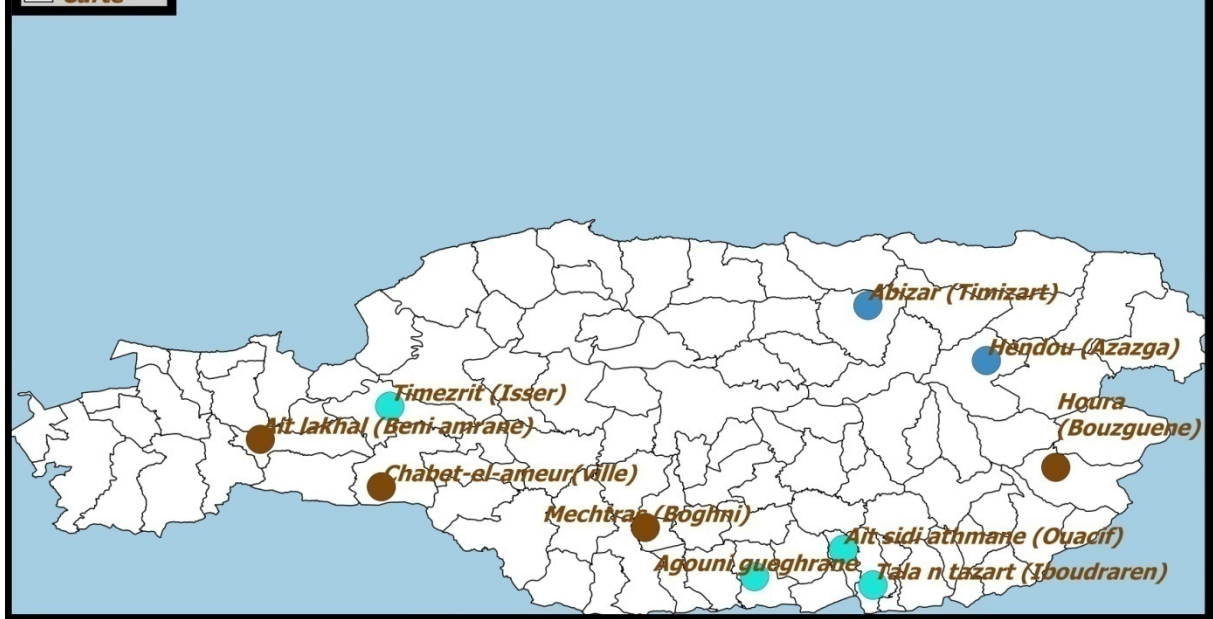 Carte
Abizar (Timizart)
Hendou (Azazga)
Timezrit (Isser)
Houra
(Bouzguene)
Ait lakhal (Beni amrane)
Chabet-el-ameur(ville)
Mechtras (Boghni)
Ait sidi athmane (Ouacif)
Agouni gueghrane
Tala n tazart (Iboudraren)